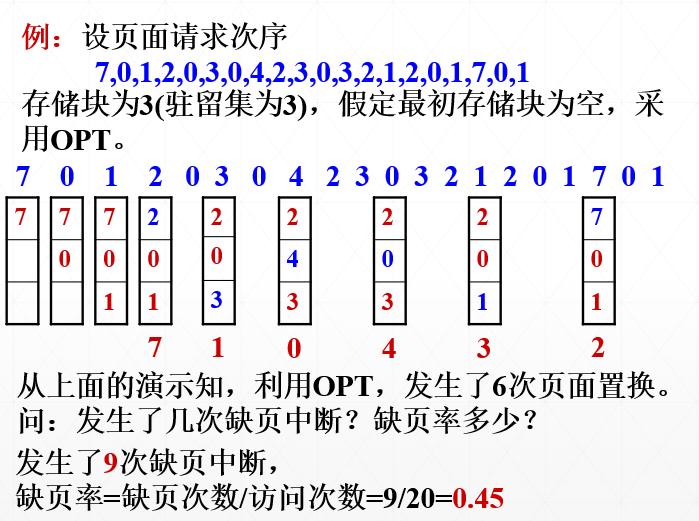 例：设页面请求次序
7,0,1,2,0,3,0,4,2,3,0,3,2,1,2,0,1,7,0,1
存储块为3(驻留集为3)，假定最初存储块为空，采
用OPT。
7 0 1 2 0 3 0 4 2 3 0 3 2 1 2 0 1 7 0 1
7 7 7 2 2 2 2 2 7
0 0 0 0 4 0 0 0
1 1 3 3 3 1 1
7 1 0 4 3 2
从上面的演示知，利用OPT，发生了6次页面置换。
问：发生了几次缺页中断？缺页率多少？
发生了9次缺页中断，
缺页率=缺页次数/访问次数=9/20=0.45